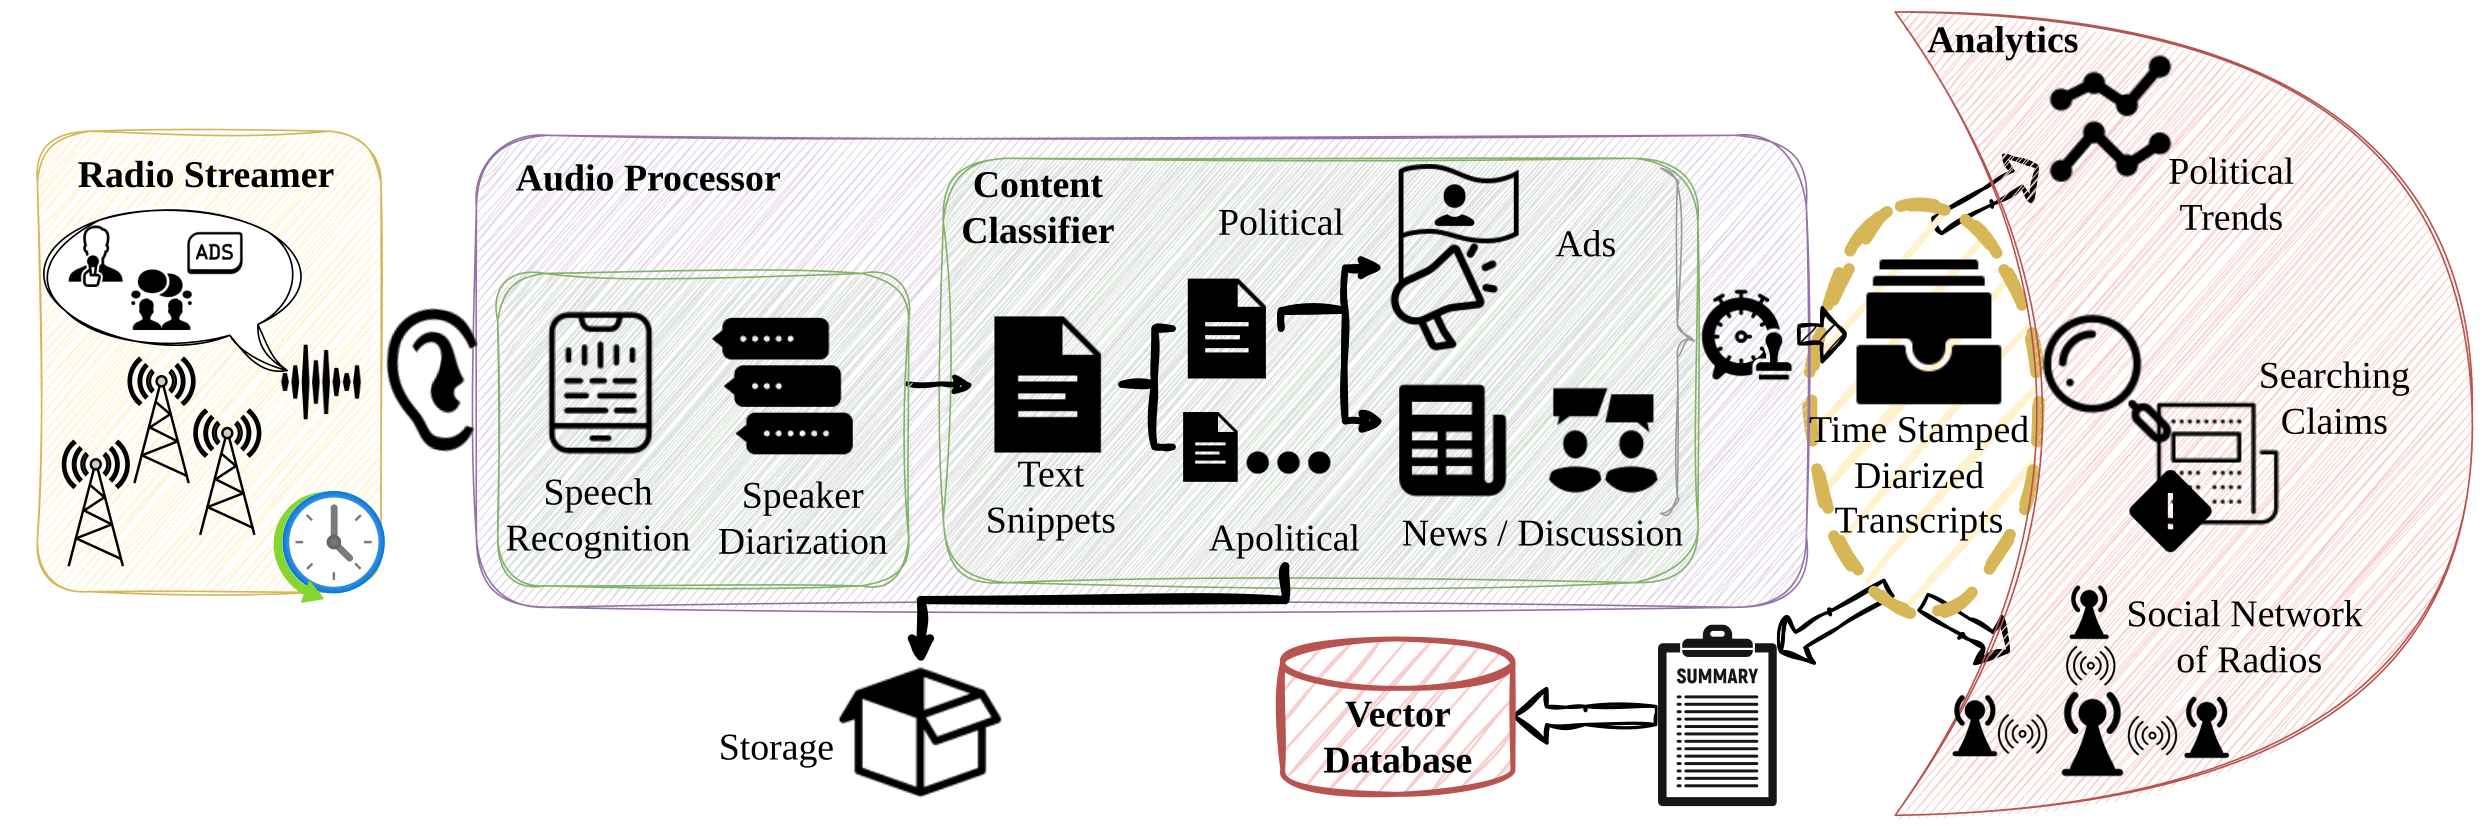 Radio Streamer
ADS
Audio Processor
Speech
Recognition
Speaker
Diarization
Content
Classifier
Text
Snippets
Political
Apolitical
Ads
News / Discussion
Storage
Time Stamped
Diarized
Transcripts
SUMMARY
Vector
Database
Analytics
Political
Trends
Searching
Claims
Social Network
of Radios